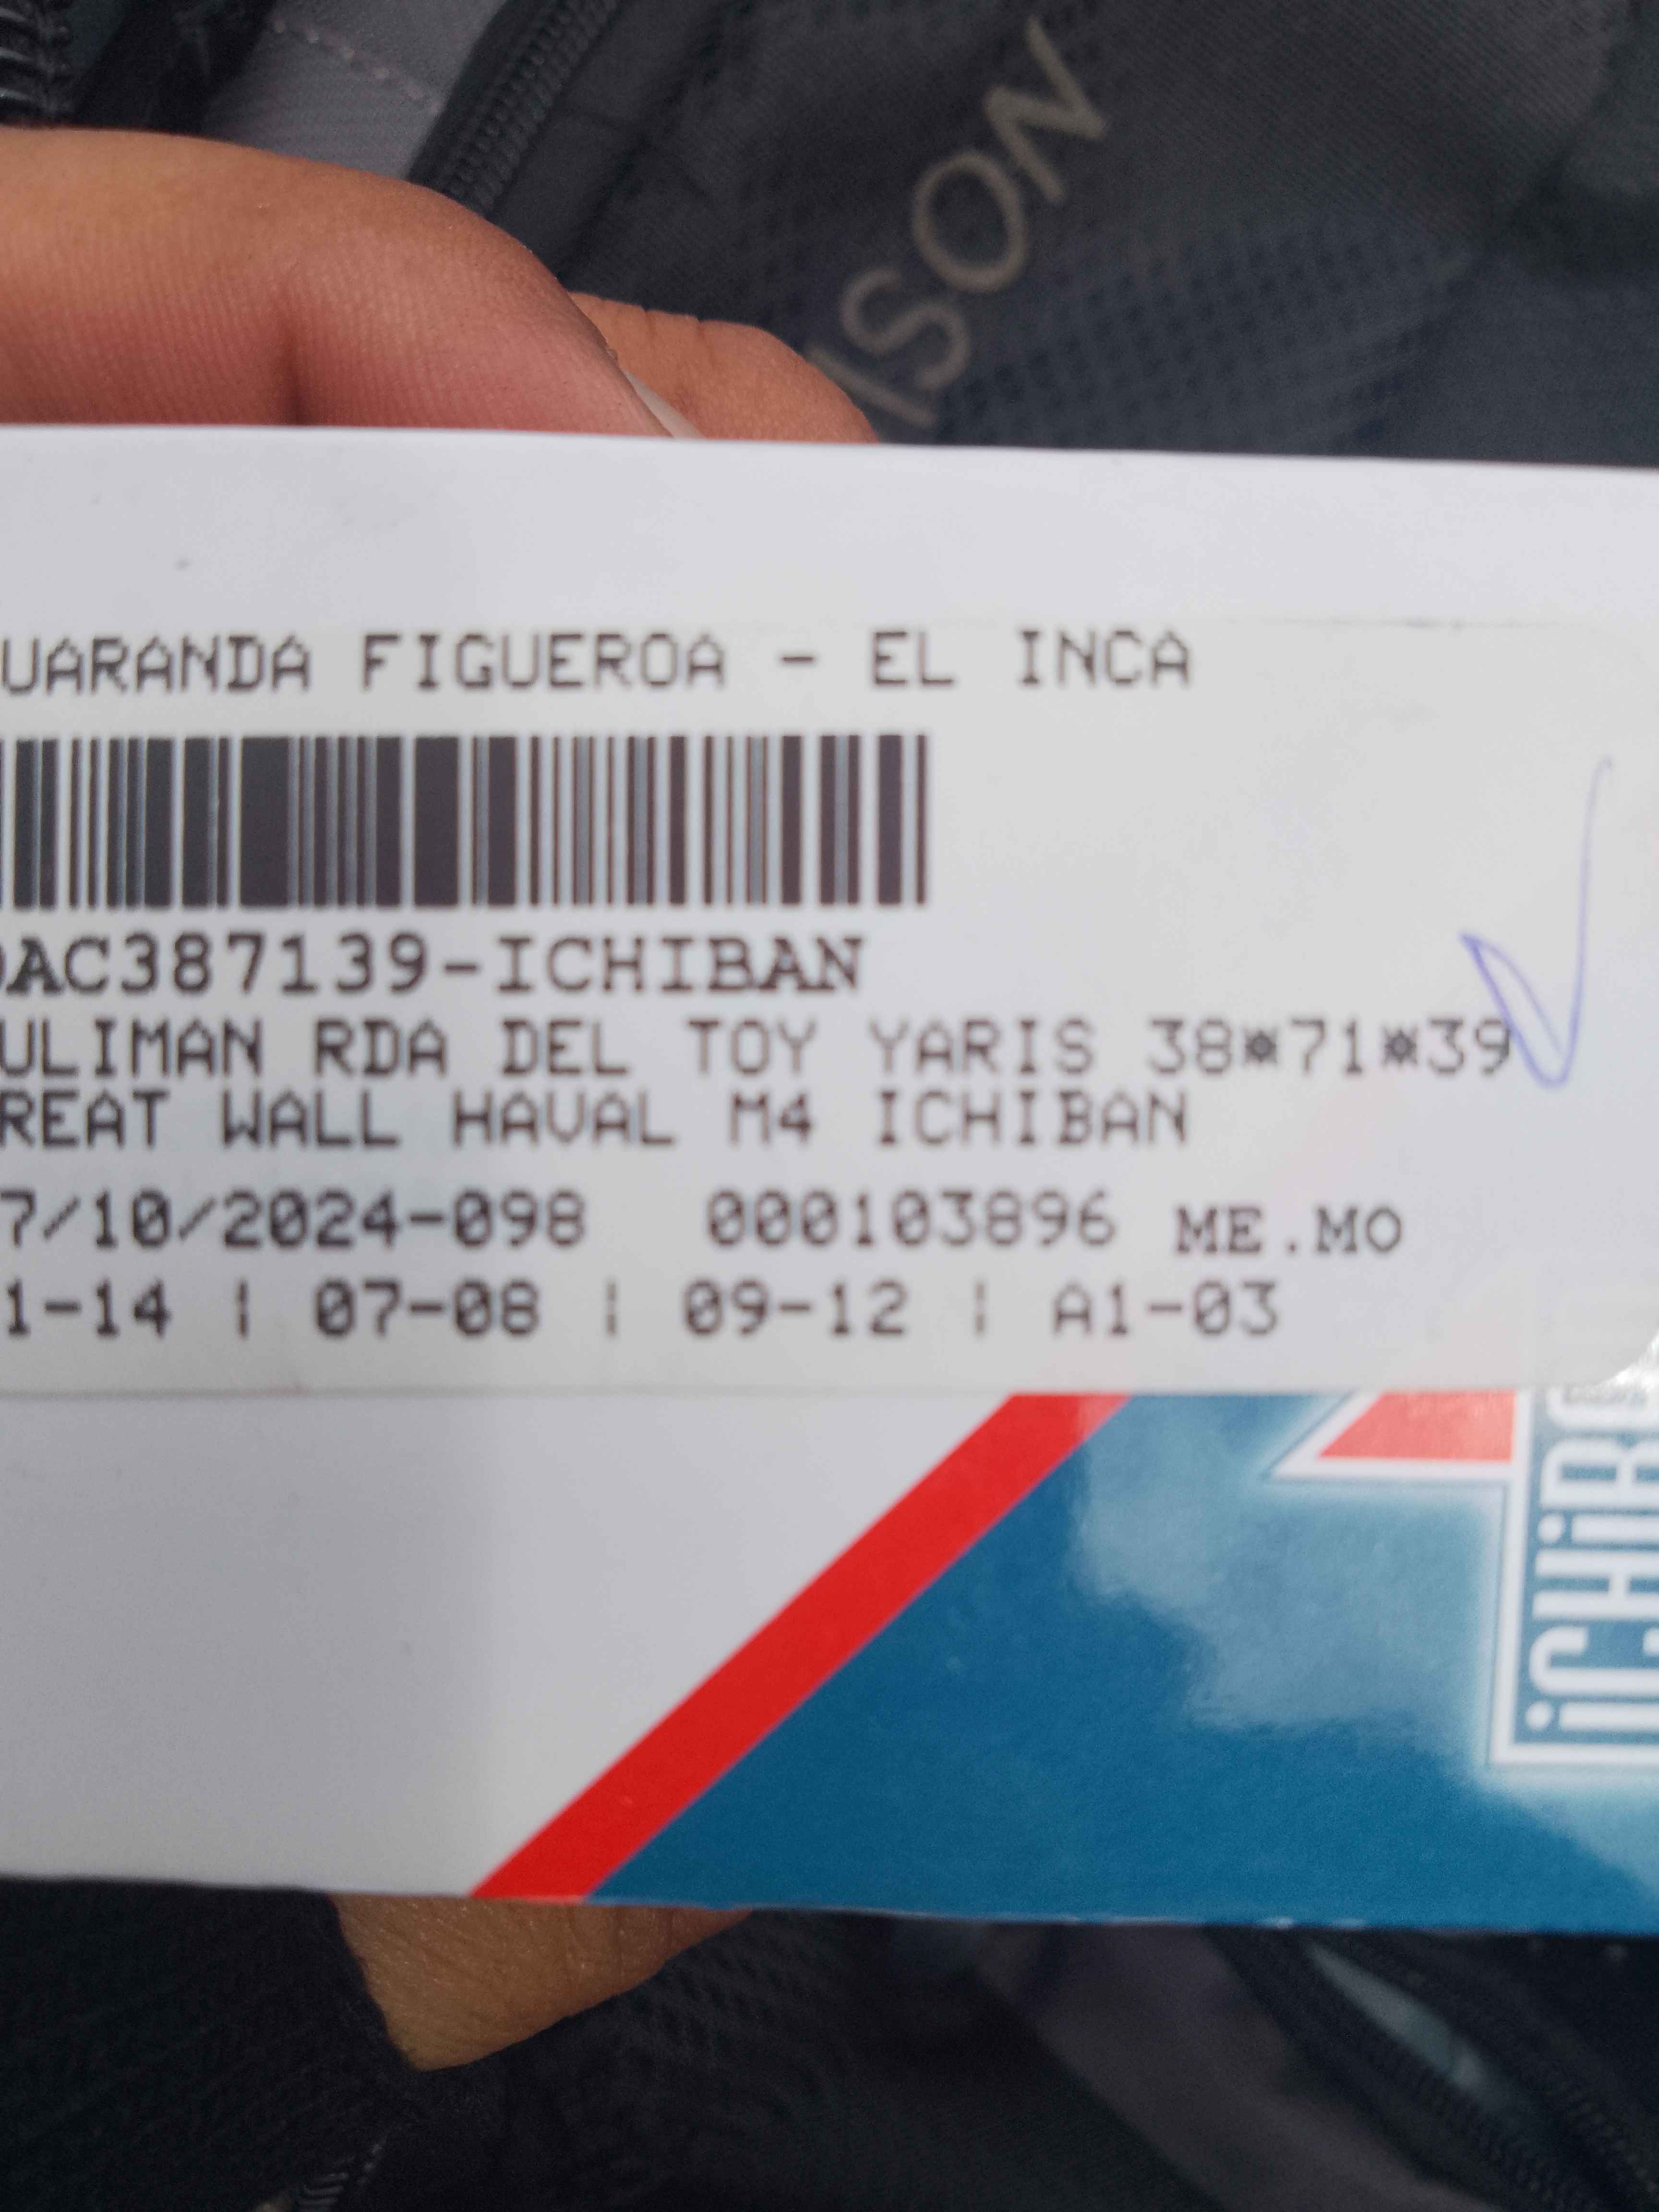 ISON
UARANDA FIGUEROA - EL INCA
DAC387139-ICHIBAN
ULIMAN RDA DEL TOY YARIS 38*71*39
REAT WALL HAVAL M4 ICHIBAN
7/10/2024-098 000103896 ME.MO
1-14 | 07-08 | 09-12 | A1-03